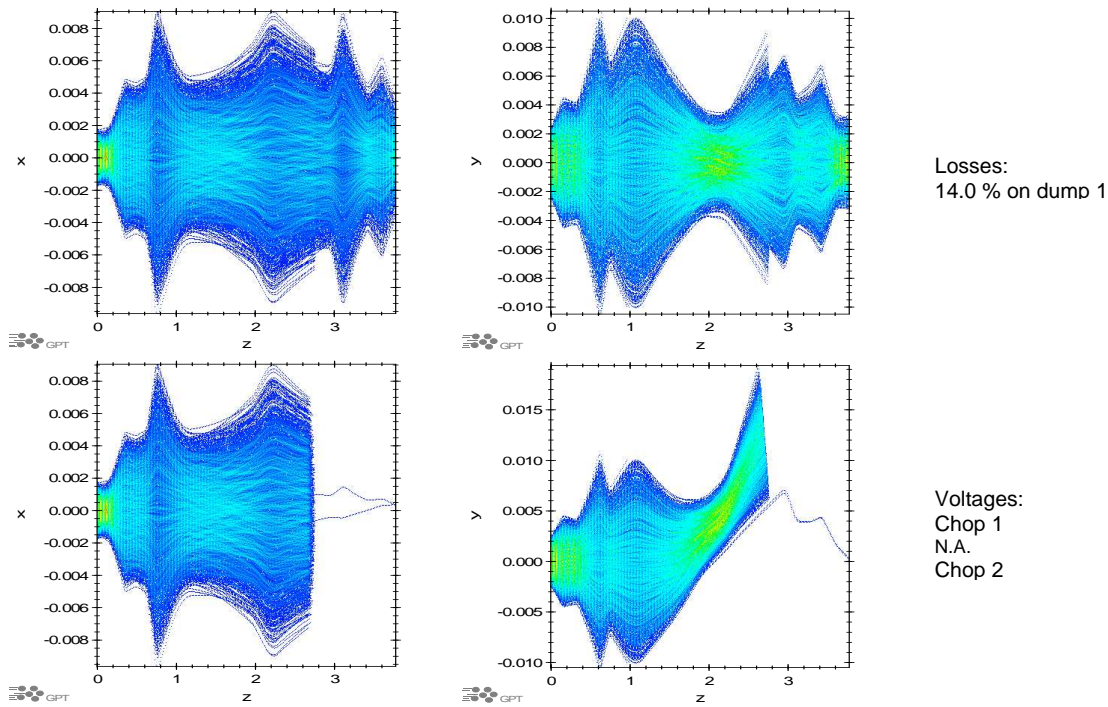 0.008
0.006
0.004
0.002
0.000
-0.002
-0.004
-0.006
-0.008
x
0 1 2 3
z
GPT
0.010
0.008
0.006
0.004
0.002
0.000
-0.002
-0.004
-0.006
-0.008
-0.010
y
0 1 2 3
z
GPT
Losses:
14.0 % on dump 1
0.008
0.006
0.004
0.002
0.000
-0.002
-0.004
-0.006
-0.008
x
0 1 2 3
z
GPT
0.015
0.010
0.005
0.000
-0.005
-0.010
y
0 1 2 3
z
GPT
Voltages:
Chop 1
N.A.
Chop 2